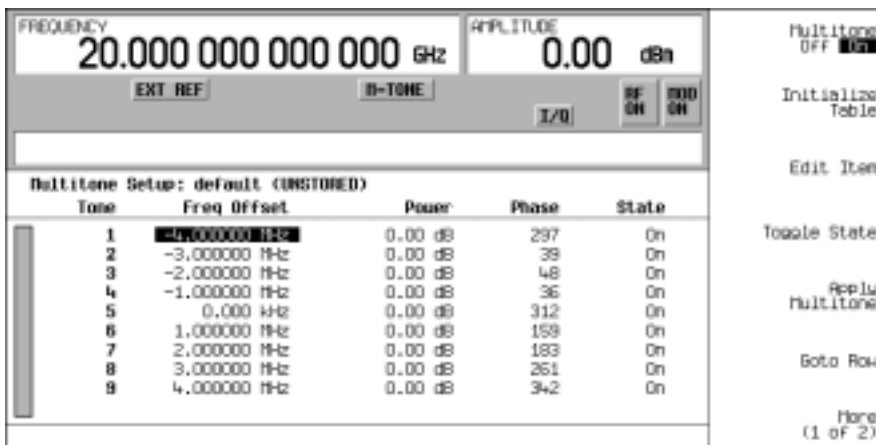 FREQUENCY
20.000 000 000 000 GHz
AMPLITUDE
0.00 dBm
EXT REF
M-TONE
I/Q
RF ON
MOD ON
Multitone Setup: default (UNSTORED)
Tone Freq Offset Power Phase State
1 -4.000000 MHz 0.00 dB 297 On
2 -3.000000 MHz 0.00 dB 39 On
3 -2.000000 MHz 0.00 dB 48 On
4 -1.000000 MHz 0.00 dB 36 On
5 0.000 kHz 0.00 dB 312 On
6 1.000000 MHz 0.00 dB 159 On
7 2.000000 MHz 0.00 dB 183 On
8 3.000000 MHz 0.00 dB 261 On
9 4.000000 MHz 0.00 dB 342 On
Multitone
Off On
Initialize
Table
Edit Item
Toggle State
Apply
Multitone
Goto Row
More
(1 of 2)